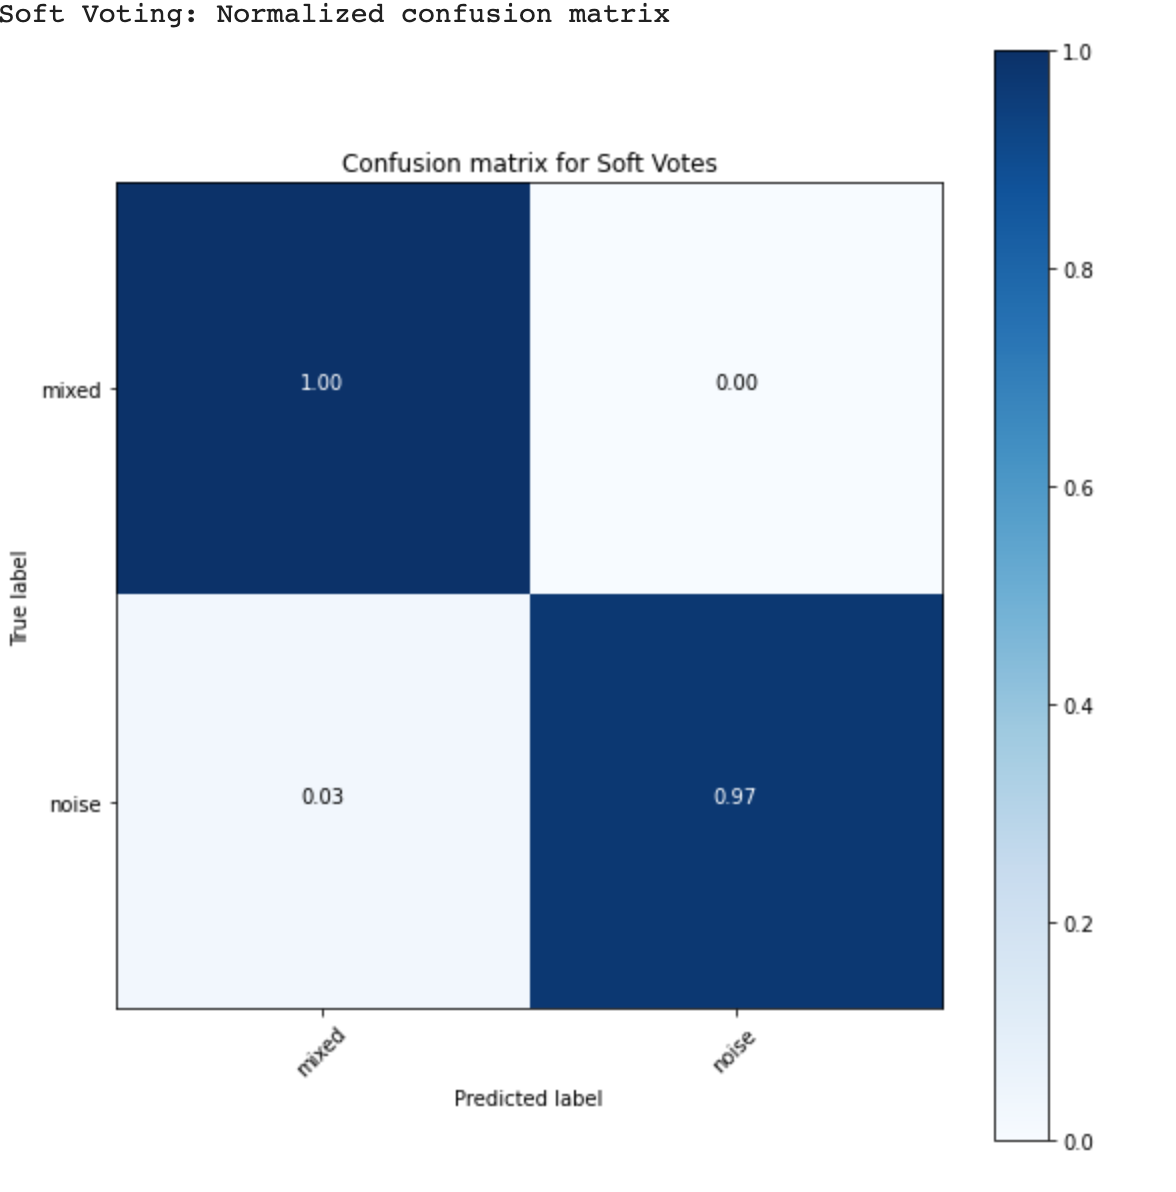 Soft Voting: Normalized confusion matrix
Confusion matrix for Soft Votes
True label
mixed
1.00
0.00
noise
0.03
0.97
mixed
noise
Predicted label
1.0
0.8
0.6
0.4
0.2
0.0